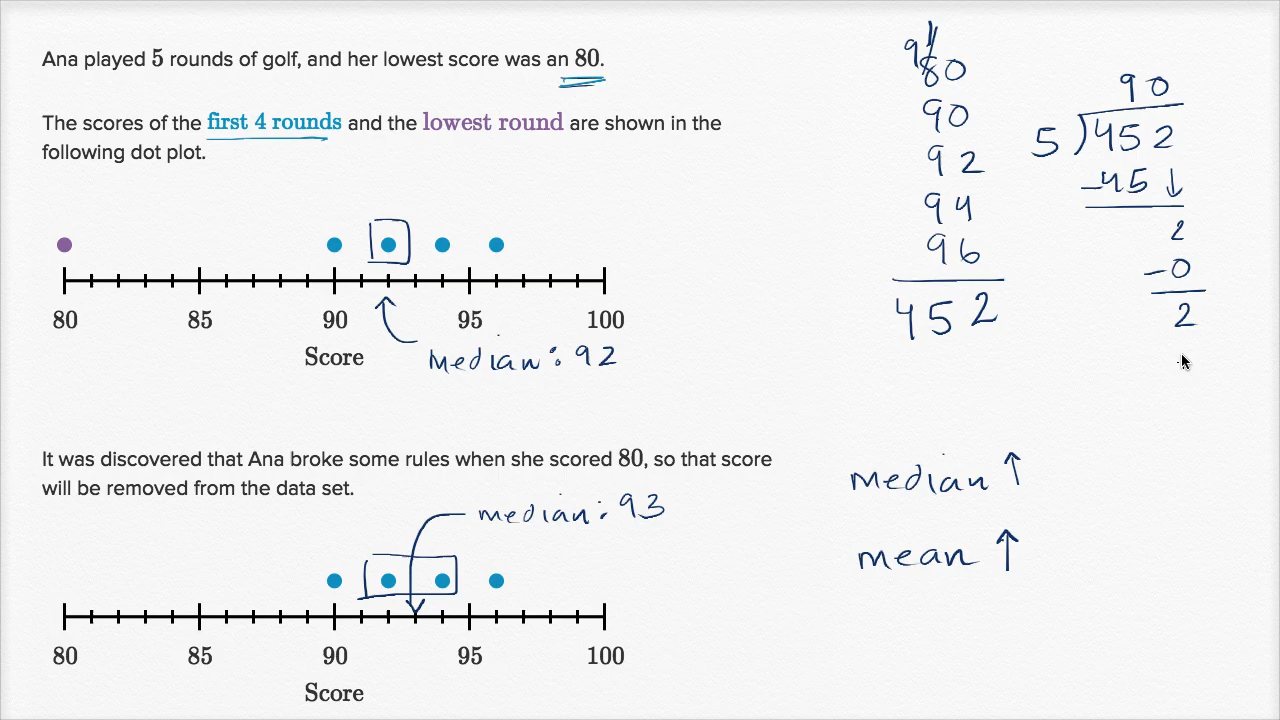 Ana played 5 rounds of golf, and her lowest score was an 80.
The scores of the first 4 rounds and the lowest round are shown in the
following dot plot.
80 85 90 95 100
Score
median: 92
It was discovered that Ana broke some rules when she scored 80, so that score
will be removed from the data set.
median: 93
80 85 90 95 100
Score
80
90
92
94
96
452
90
5)452
-45↓
2
-0
2
median ↑
mean ↑